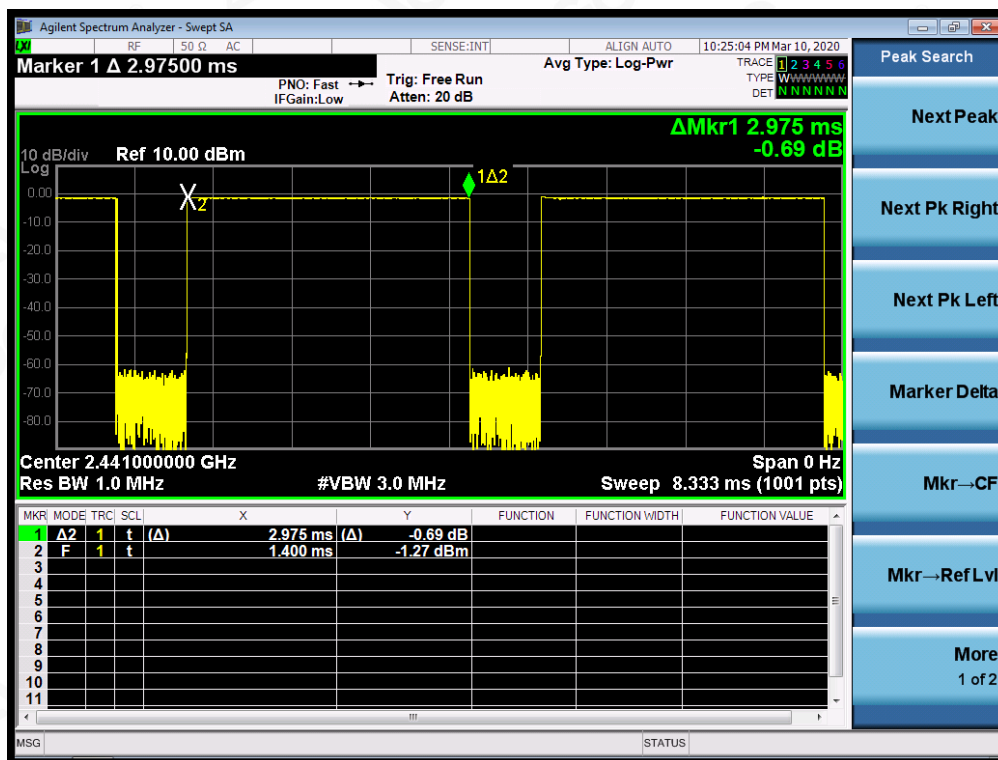 Agilent Spectrum Analyzer - Swept SA
LXI RF 50 Ω AC SENSE:INT ALIGN AUTO 10:25:04 PM Mar 10, 2020
Marker 1 Δ 2.97500 ms
PNO: Fast
IFGain:Low
Trig: Free Run
Atten: 20 dB
Avg Type: Log-Pwr
TRACE 1 2 3 4 5 6
TYPE WWWWWWW
DET N N N N N N
ΔMkr1 2.975 ms
-0.69 dB
10 dB/div Ref 10.00 dBm
Log
1Δ2
0.00
X2
-10.0
-20.0
-30.0
-40.0
-50.0
-60.0
-70.0
-80.0
Center 2.441000000 GHz Span 0 Hz
Res BW 1.0 MHz #VBW 3.0 MHz Sweep 8.333 ms (1001 pts)
MKR MODE TRC SCL X Y FUNCTION FUNCTION WIDTH FUNCTION VALUE
1 Δ2 1 t (Δ) 2.975 ms (Δ) -0.69 dB
2 F 1 t 1.400 ms -1.27 dBm
3
4
5
6
7
8
9
10
11
MSG STATUS
Peak Search
Next Peak
Next Pk Right
Next Pk Left
Marker Delta
Mkr→CF
Mkr→Ref Lvl
More
1 of 2